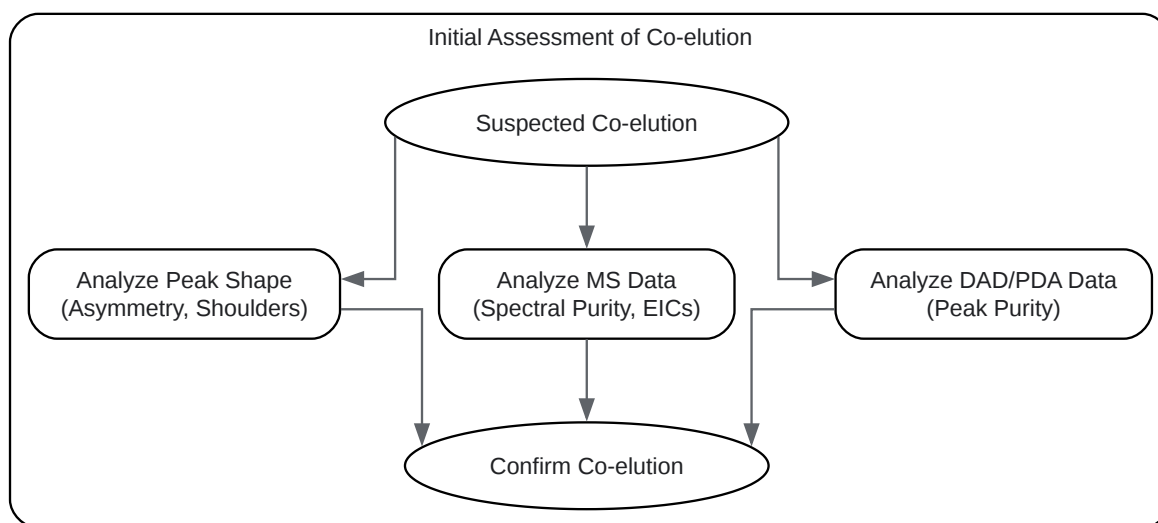 Initial Assessment of Co-elution
Suspected Co-elution
Analyze Peak Shape
(Asymmetry, Shoulders)
Analyze MS Data
(Spectral Purity, EICs)
Analyze DAD/PDA Data
(Peak Purity)
Confirm Co-elution